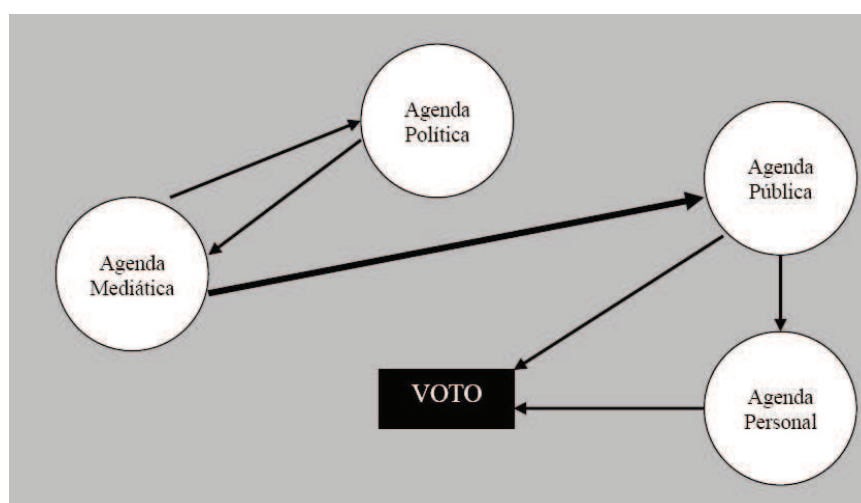 Agenda
Política
Agenda
Pública
Agenda
Mediática
VOTO
Agenda
Personal